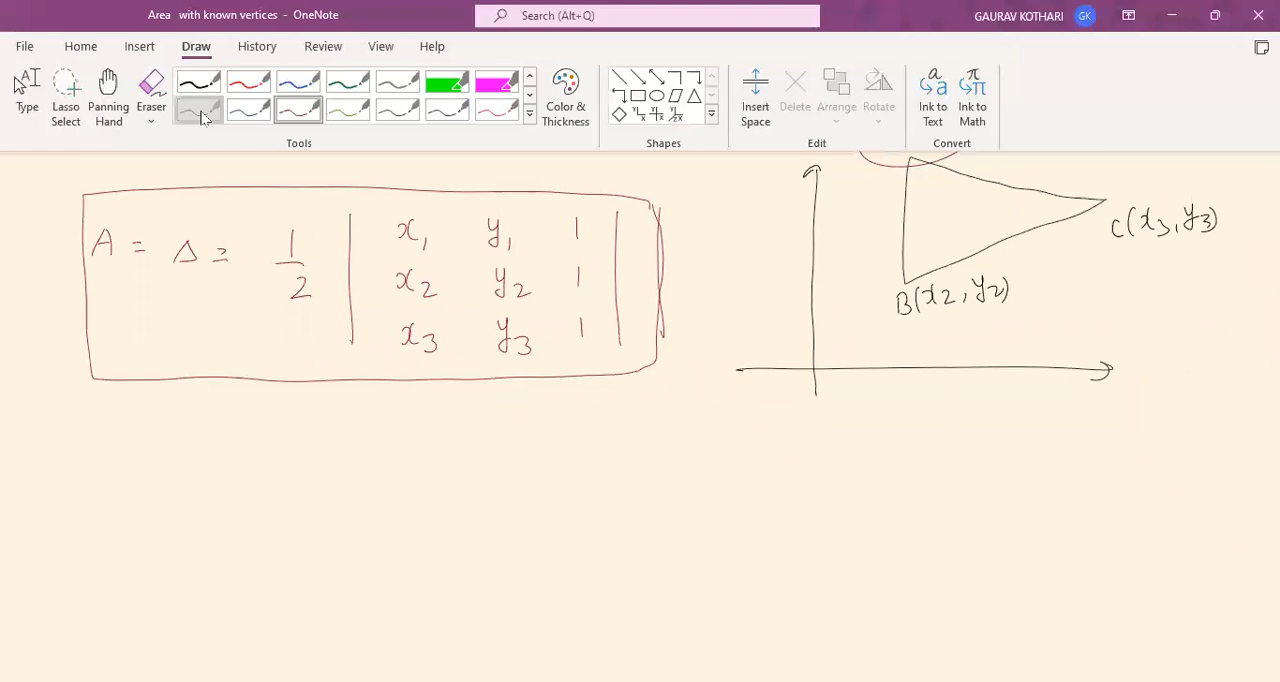 Area with known vertices - OneNote
Search (Alt+Q)
GAURAV KOTHARI GK
File Home Insert Draw History Review View Help
Type
Lasso Select
Panning Hand
Eraser
Color & Thickness
Insert Space
Delete
Arrange
Rotate
Ink to Text
Ink to Math
Tools
Shapes
Edit
Convert
A = Δ = 1/2 | x₁ y₁ 1 |
x₂ y₂ 1
x₃ y₃ 1
C(x₃, y₃)
B(x₂, y₂)